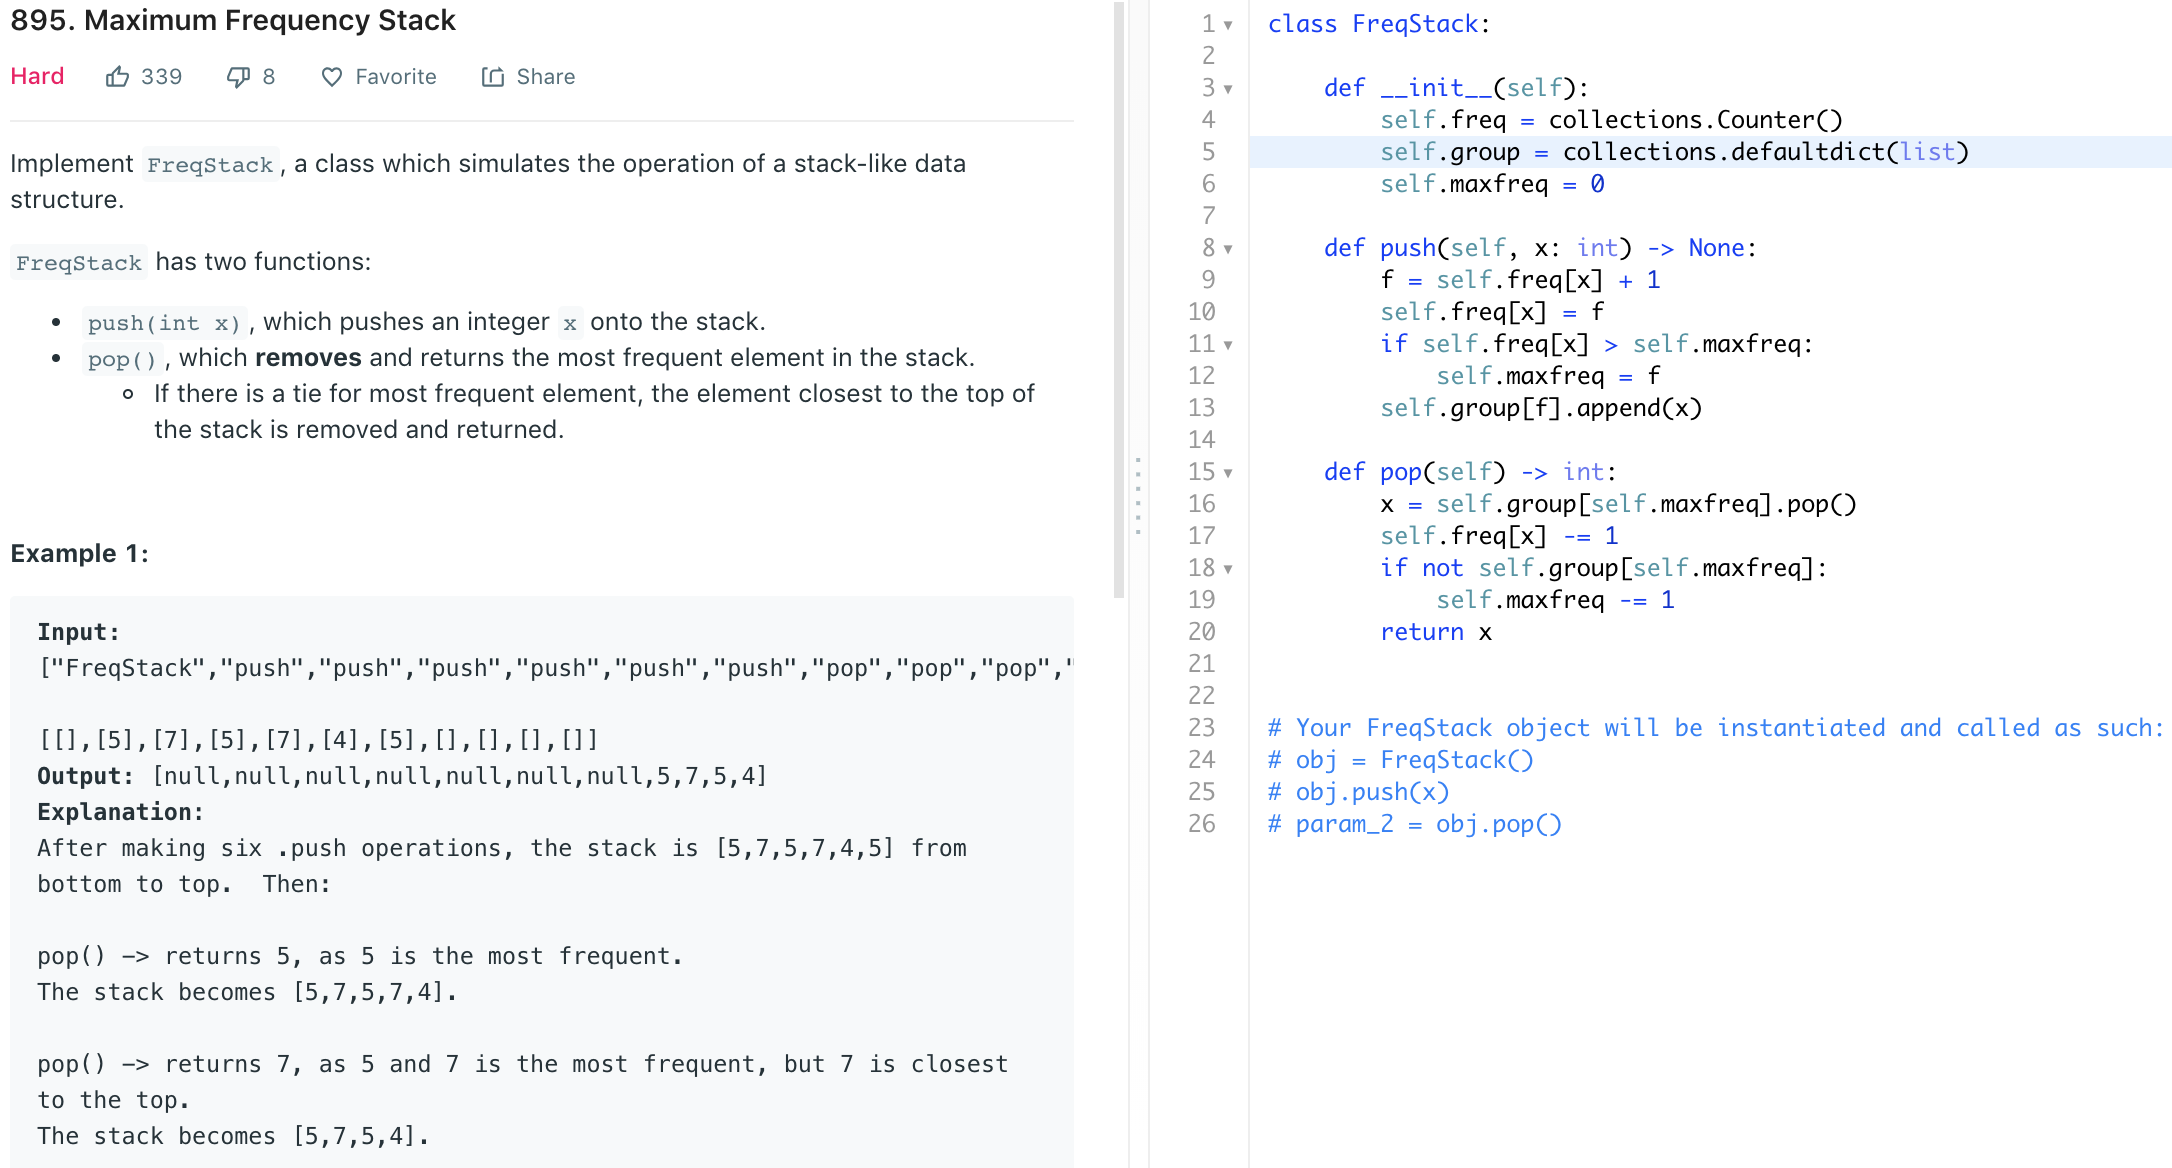 895. Maximum Frequency Stack
Hard 339 8 Favorite Share
Implement FreqStack, a class which simulates the operation of a stack-like data
structure.
FreqStack has two functions:
• push(int x), which pushes an integer x onto the stack.
• pop(), which removes and returns the most frequent element in the stack.
If there is a tie for most frequent element, the element closest to the top of
the stack is removed and returned.
Example 1:
Input:
["FreqStack","push","push","push","push","push","push","pop","pop","pop","
[[],[5],[7],[5],[7],[4],[5],[],[],[],[]]
Output: [null,null,null,null,null,null,null,5,7,5,4]
Explanation:
After making six .push operations, the stack is [5,7,5,7,4,5] from
bottom to top.  Then:
pop() -> returns 5, as 5 is the most frequent.
The stack becomes [5,7,5,7,4].
pop() -> returns 7, as 5 and 7 is the most frequent, but 7 is closest
to the top.
The stack becomes [5,7,5,4].
1 class FreqStack:
2
3     def __init__(self):
4         self.freq = collections.Counter()
5         self.group = collections.defaultdict(list)
6         self.maxfreq = 0
7
8     def push(self, x: int) -> None:
9         f = self.freq[x] + 1
10         self.freq[x] = f
11         if self.freq[x] > self.maxfreq:
12             self.maxfreq = f
13         self.group[f].append(x)
14
15     def pop(self) -> int:
16         x = self.group[self.maxfreq].pop()
17         self.freq[x] -= 1
18         if not self.group[self.maxfreq]:
19             self.maxfreq -= 1
20         return x
21
22
23 # Your FreqStack object will be instantiated and called as such:
24 # obj = FreqStack()
25 # obj.push(x)
26 # param_2 = obj.pop()